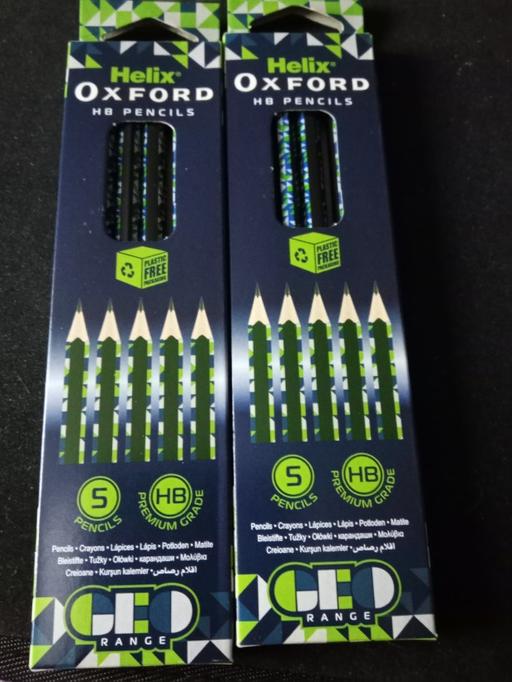 Helix®
OXFORD
HB PENCILS
PLASTIC
FREE
PACKAGING
5
PENCILS
HB
PREMIUM GRADE
Pencils • Crayons • Lápices • Lápis • Potloden • Matite
Bleistifte • Tužky • Ołówki • карандаши • Μολύβια
Creioane • Kurşun kalemler • أقلام رصاص
GEO
RANGE
Helix®
OXFORD
HB PENCILS
PLASTIC
FREE
PACKAGING
5
PENCILS
HB
PREMIUM GRADE
Pencils • Crayons • Lápices • Lápis • Potloden • Matite
Bleistifte • Tužky • Ołówki • карандаши • Μολύβια
Creioane • Kurşun kalemler • أقلام رصاص
GEO
RANGE